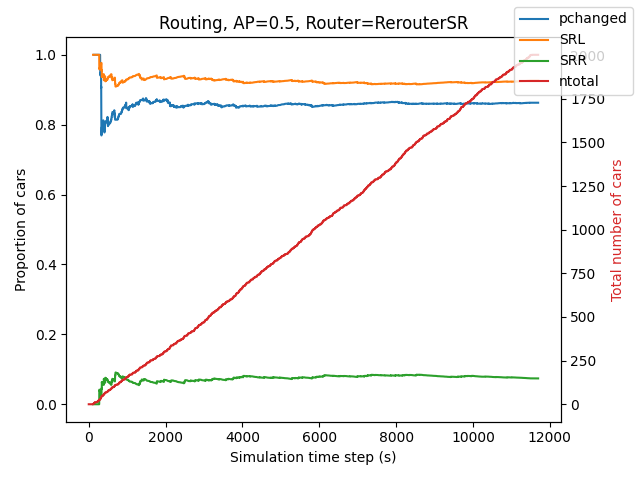 Routing, AP=0.5, Router=RerouterSR
pchanged
SRL
SRR
ntotal
1.0
0.8
0.6
0.4
0.2
0.0
Proportion of cars
2000
1750
1500
1250
1000
750
500
250
0
Total number of cars
0
2000
4000
6000
8000
10000
12000
Simulation time step (s)